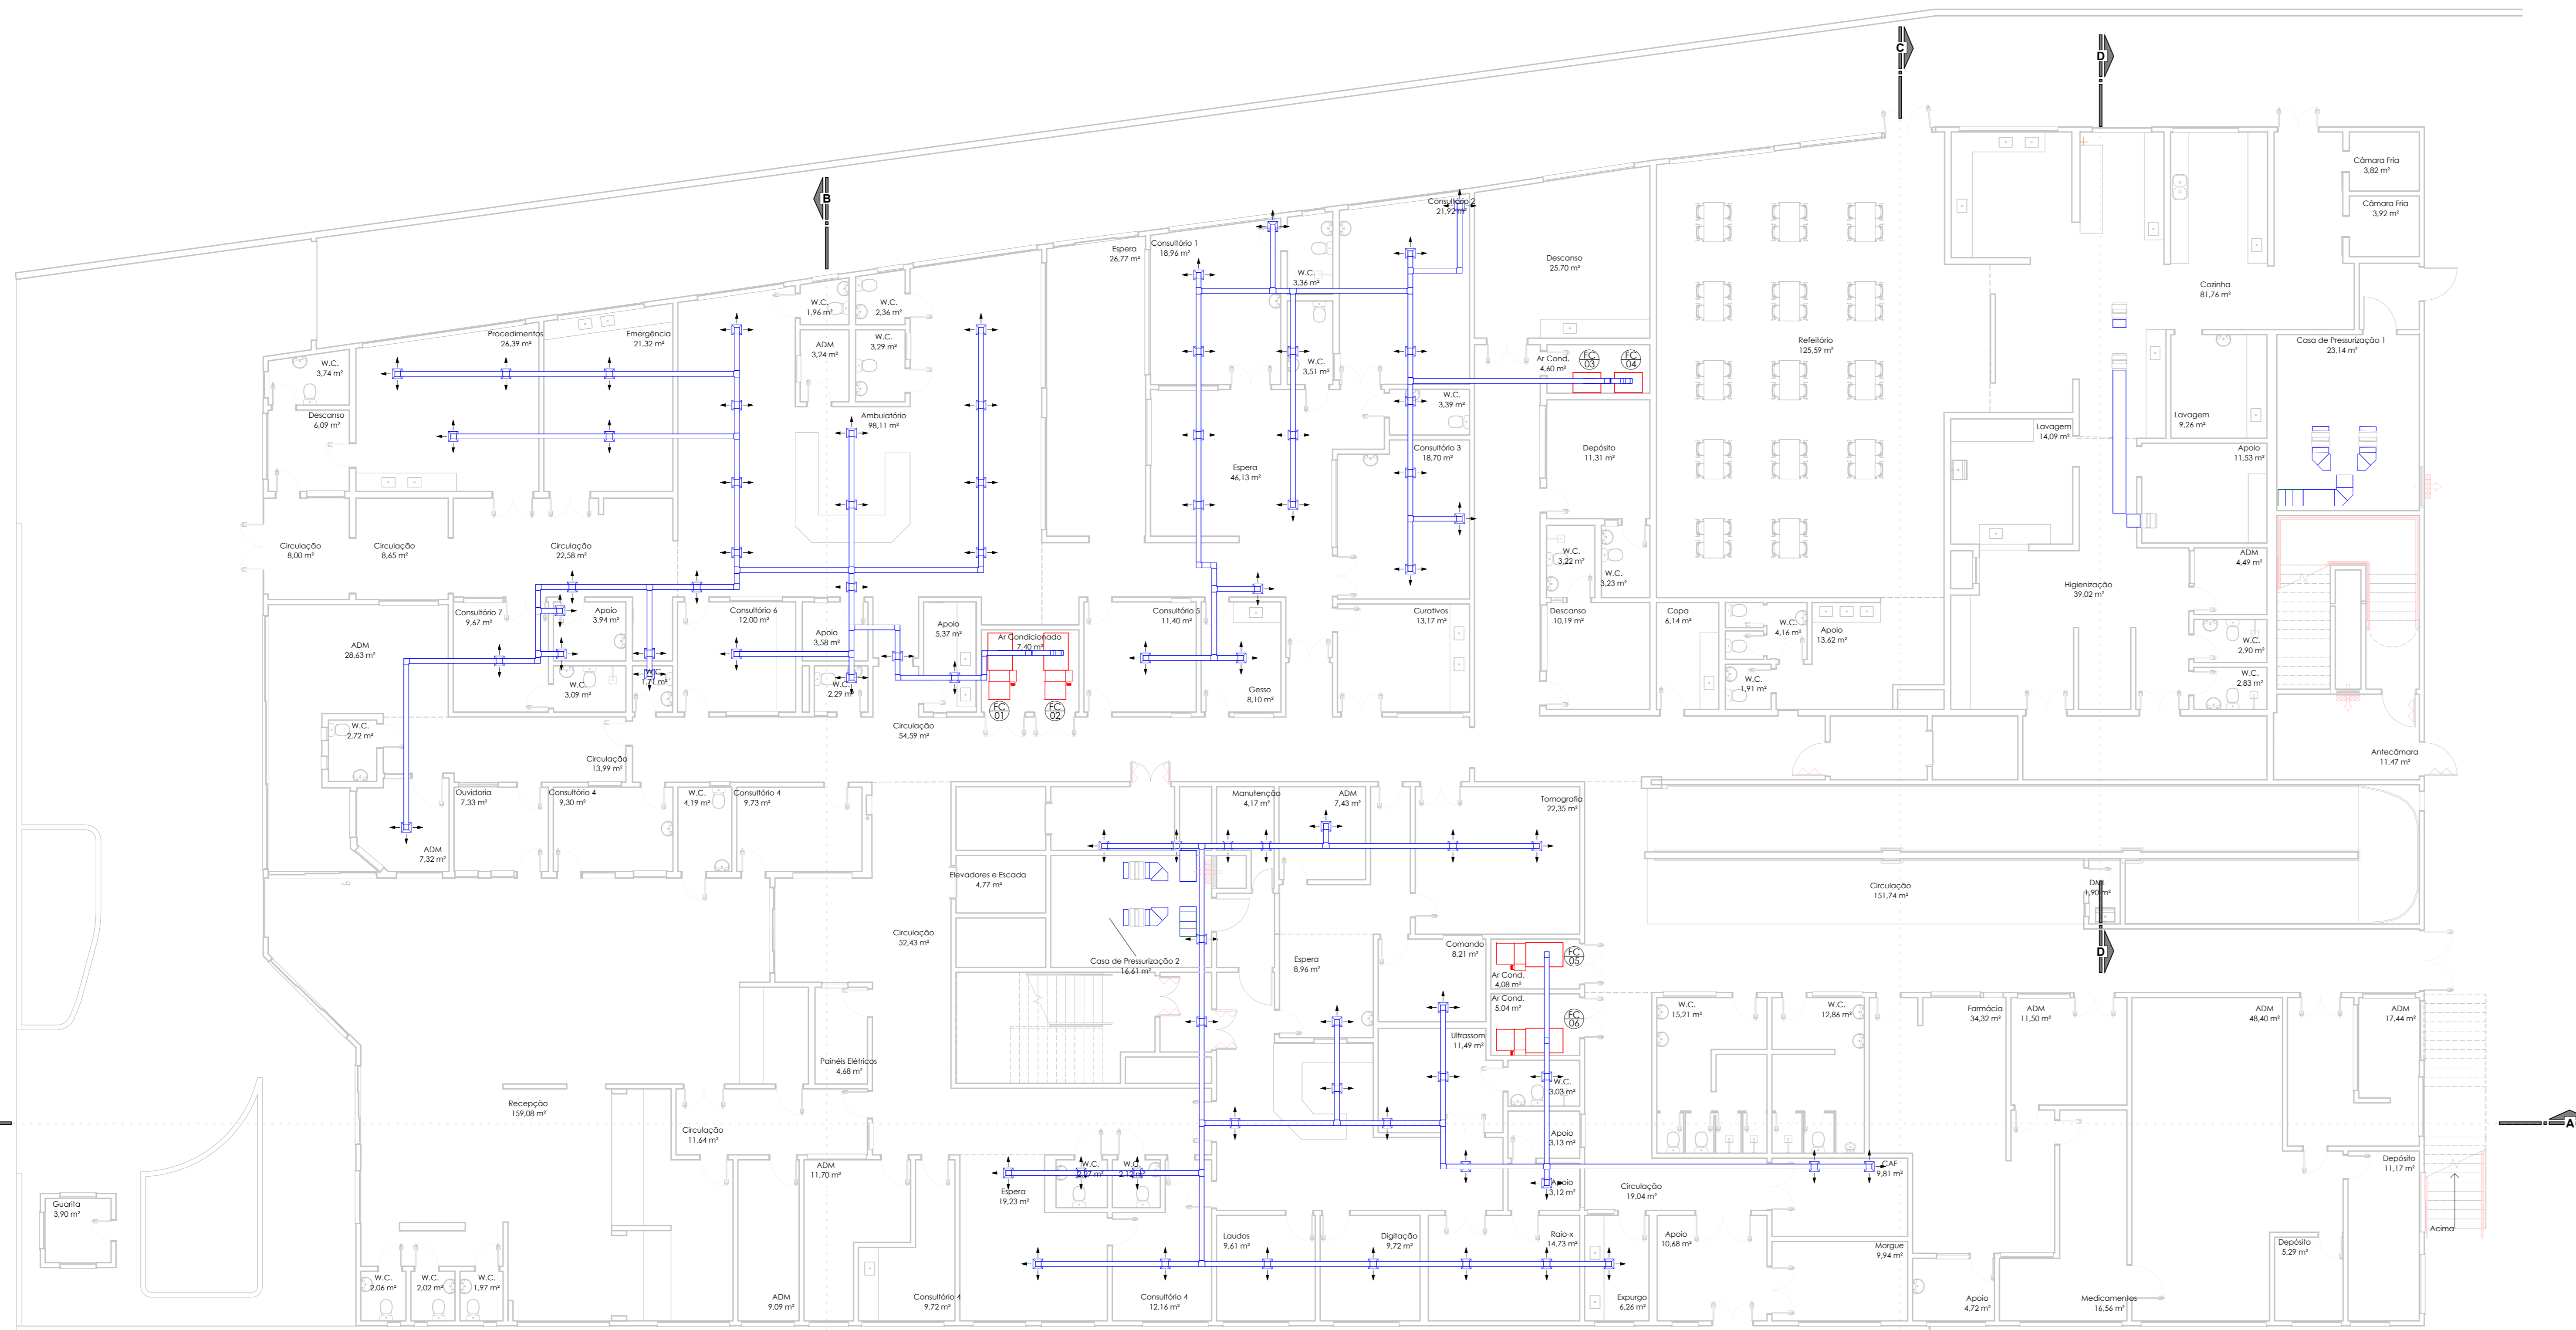 C
D
B
Câmara Fria
3,82 m²
Câmara Fria
3,92 m²
Consultório 2
21,92 m²
Espera
26,77 m²
Consultório 1
18,96 m²
Descanso
25,70 m²
W.C.
3,36 m²
Cozinha
81,76 m²
W.C.
1,96 m²
W.C.
2,36 m²
Procedimentos
26,39 m²
Emergência
21,32 m²
ADM
3,24 m²
W.C.
3,29 m²
Refeitório
125,59 m²
Casa de Pressurização 1
23,14 m²
W.C.
3,74 m²
W.C.
3,51 m²
Ar Cond.
4,60 m²
FC
03
FC
04
W.C.
3,39 m²
Descanso
6,09 m²
Ambulatório
98,11 m²
Lavagem
9,26 m²
Lavagem
14,09 m²
Consultório 3
18,70 m²
Depósito
11,31 m²
Apoio
11,53 m²
Espera
46,13 m²
Circulação
8,00 m²
Circulação
8,65 m²
Circulação
22,58 m²
W.C.
3,22 m²
W.C.
3,23 m²
ADM
4,49 m²
Higienização
39,02 m²
Consultório 7
9,67 m²
Apoio
3,94 m²
Consultório 6
12,00 m²
Apoio
3,58 m²
Apoio
5,37 m²
Ar Condicionado
7,40 m²
Consultório 5
11,40 m²
Curativos
13,17 m²
Descanso
10,19 m²
Copa
6,14 m²
W.C.
4,16 m²
Apoio
13,62 m²
ADM
28,63 m²
W.C.
2,90 m²
W.C.
3,09 m²
W.C.
W.C.
2,29 m²
Gesso
8,10 m²
W.C.
1,91 m²
W.C.
2,83 m²
FC
01
FC
02
W.C.
2,72 m²
Circulação
54,59 m²
Circulação
13,99 m²
Antecâmara
11,47 m²
Ouvidoria
7,33 m²
Consultório 4
9,30 m²
W.C.
4,19 m²
Consultório 4
9,73 m²
Manutenção
4,17 m²
ADM
7,43 m²
Tomografia
22,35 m²
ADM
7,32 m²
Elevadores e Escada
4,77 m²
Circulação
151,74 m²
DML
1,90 m²
Circulação
52,43 m²
Casa de Pressurização 2
16,61 m²
Espera
8,96 m²
Comando
8,21 m²
FC
05
D
Ar Cond.
4,08 m²
Ar Cond.
5,04 m²
FC
06
W.C.
15,21 m²
W.C.
12,86 m²
Farmácia
34,32 m²
ADM
11,50 m²
ADM
48,40 m²
ADM
17,44 m²
Ultrassom
11,49 m²
Painéis Elétricos
4,68 m²
W.C.
3,03 m²
Recepção
159,08 m²
A
Circulação
11,64 m²
Apoio
3,13 m²
ADM
11,70 m²
W.C.
2,07 m²
W.C.
2,12 m²
CAF
9,81 m²
Depósito
11,17 m²
Espera
19,23 m²
Apoio
3,12 m²
Circulação
19,04 m²
Guarita
3,90 m²
Acima
Laudos
9,61 m²
Digitação
9,72 m²
Raio-x
14,73 m²
Apoio
10,68 m²
Morgue
9,94 m²
Depósito
5,29 m²
W.C.
2,06 m²
W.C.
2,02 m²
W.C.
1,97 m²
ADM
9,09 m²
Consultório 4
9,72 m²
Consultório 4
12,16 m²
Expurgo
6,26 m²
Apoio
4,72 m²
Medicamentos
16,56 m²